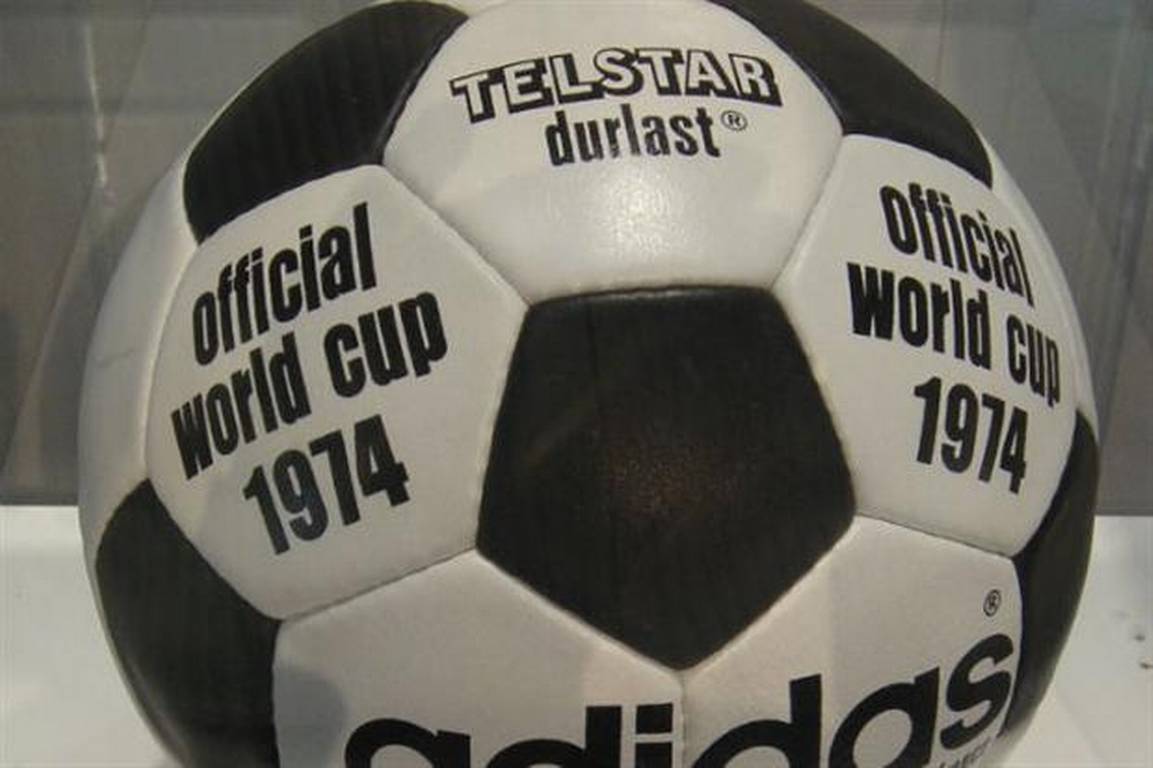 TELSTAR
durlast®
official
world cup
1974
official
world cup
1974
®
adidas